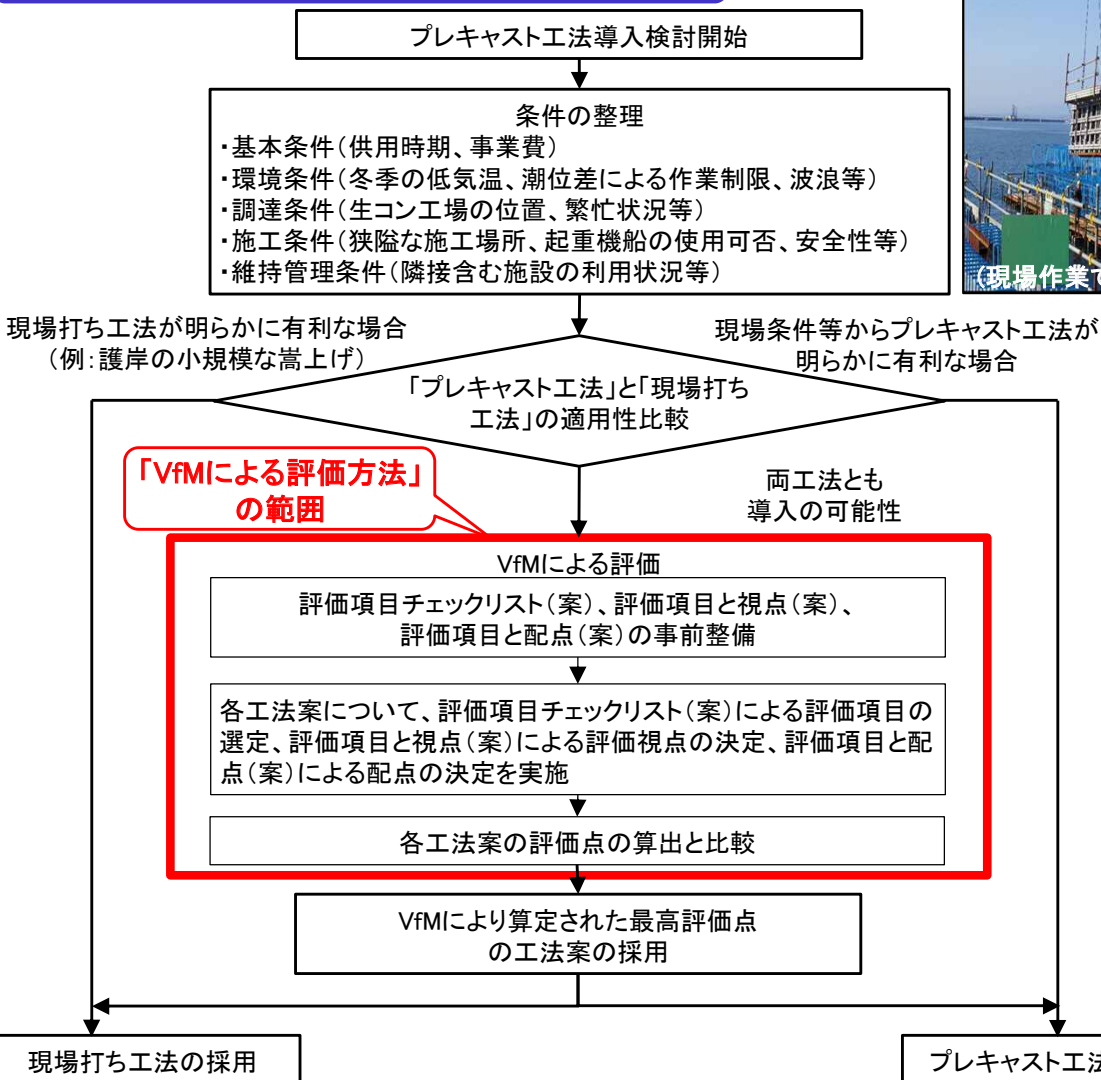 プレキャスト工法導入検討開始
条件の整理
・基本条件(供用時期、事業費)
・環境条件(冬季の低気温、潮位差による作業制限、波浪等)
・調達条件(生コン工場の位置、繁忙状況等)
・施工条件(狭隘な施工場所、起重機船の使用可否、安全性等)
・維持管理条件(隣接含む施設の利用状況等)
(現場作業で
現場打ち工法が明らかに有利な場合
(例:護岸の小規模な嵩上げ)
現場条件等からプレキャスト工法が
明らかに有利な場合
「プレキャスト工法」と「現場打ち
工法」の適用性比較
「VfMによる評価方法」
の範囲
両工法とも
導入の可能性
VfMによる評価
評価項目チェックリスト(案)、評価項目と視点(案)、
評価項目と配点(案)の事前整備
各工法案について、評価項目チェックリスト(案)による評価項目の
選定、評価項目と視点(案)による評価視点の決定、評価項目と配
点(案)による配点の決定を実施
各工法案の評価点の算出と比較
VfMにより算定された最高評価点
の工法案の採用
現場打ち工法の採用
プレキャスト工法